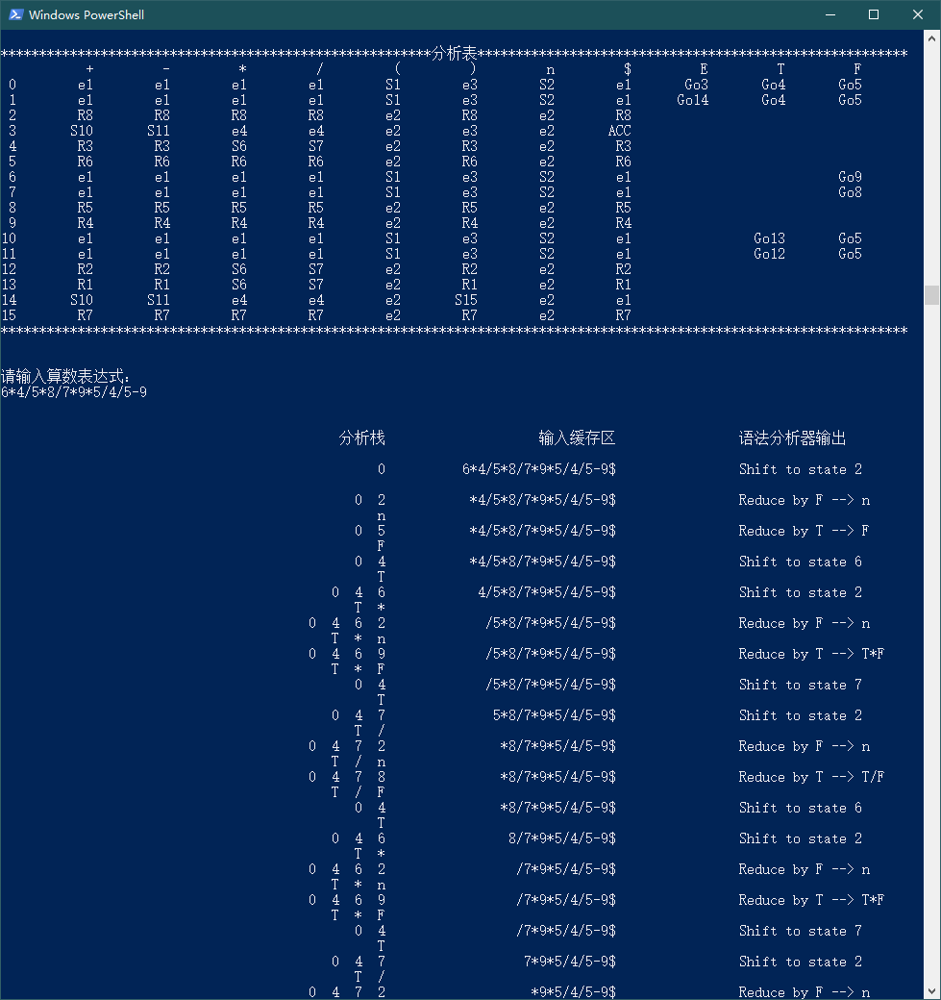 Windows PowerShell
********************************************************分析表********************************************************
+ - * / ( ) n $ E T F
0 e1 e1 e1 e1 S1 e3 S2 e1 Go3 Go4 Go5
1 e1 e1 e1 e1 S1 e3 S2 e1 Go14 Go4 Go5
2 R8 R8 R8 R8 e2 R8 e2 R8
3 S10 S11 e4 e4 e2 e3 e2 ACC
4 R3 R3 S6 S7 e2 R3 e2 R3
5 R6 R6 R6 R6 e2 R6 e2 R6
6 e1 e1 e1 e1 S1 e3 S2 e1 Go9
7 e1 e1 e1 e1 S1 e3 S2 e1 Go8
8 R5 R5 R5 R5 e2 R5 e2 R5
9 R4 R4 R4 R4 e2 R4 e2 R4
10 e1 e1 e1 e1 S1 e3 S2 e1 Go13 Go5
11 e1 e1 e1 e1 S1 e3 S2 e1 Go12 Go5
12 R2 R2 S6 S7 e2 R2 e2 R2
13 R1 R1 S6 S7 e2 R1 e2 R1
14 S10 S11 e4 e4 e2 S15 e2 e1
15 R7 R7 R7 R7 e2 R7 e2 R7
**********************************************************************************************************************
请输入算数表达式:
6*4/5*8/7*9*5/4/5-9
分析栈 输入缓存区 语法分析器输出
0 6*4/5*8/7*9*5/4/5-9$ Shift to state 2
0 2 *4/5*8/7*9*5/4/5-9$ Reduce by F --> n
n
0 5 *4/5*8/7*9*5/4/5-9$ Reduce by T --> F
F
0 4 *4/5*8/7*9*5/4/5-9$ Shift to state 6
T
0 4 6 4/5*8/7*9*5/4/5-9$ Shift to state 2
T *
0 4 6 2 /5*8/7*9*5/4/5-9$ Reduce by F --> n
T * n
0 4 6 9 /5*8/7*9*5/4/5-9$ Reduce by T --> T*F
T * F
0 4 /5*8/7*9*5/4/5-9$ Shift to state 7
T
0 4 7 5*8/7*9*5/4/5-9$ Shift to state 2
T /
0 4 7 2 *8/7*9*5/4/5-9$ Reduce by F --> n
T / n
0 4 7 8 *8/7*9*5/4/5-9$ Reduce by T --> T/F
T / F
0 4 *8/7*9*5/4/5-9$ Shift to state 6
T
0 4 6 8/7*9*5/4/5-9$ Shift to state 2
T *
0 4 6 2 /7*9*5/4/5-9$ Reduce by F --> n
T * n
0 4 6 9 /7*9*5/4/5-9$ Reduce by T --> T*F
T * F
0 4 /7*9*5/4/5-9$ Shift to state 7
T
0 4 7 7*9*5/4/5-9$ Shift to state 2
T /
0 4 7 2 *9*5/4/5-9$ Reduce by F --> n